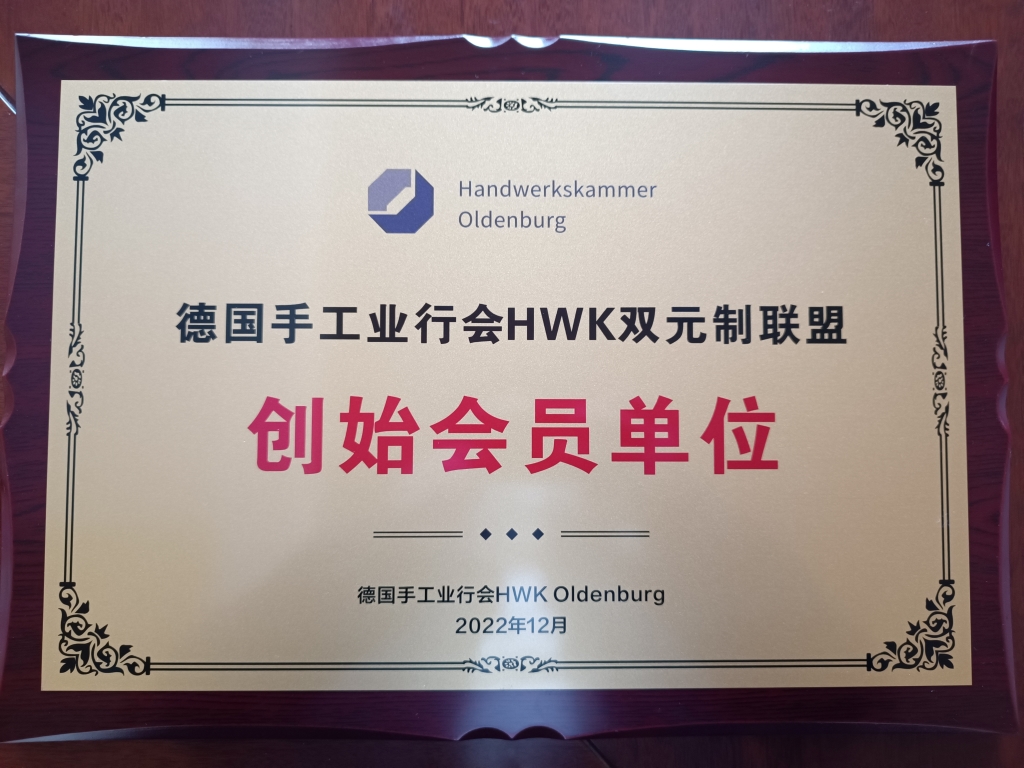 Handwerkskammer
Oldenburg
德国手工业行会HWK双元制联盟
创始会员单位
德国手工业行会HWK Oldenburg
2022年12月